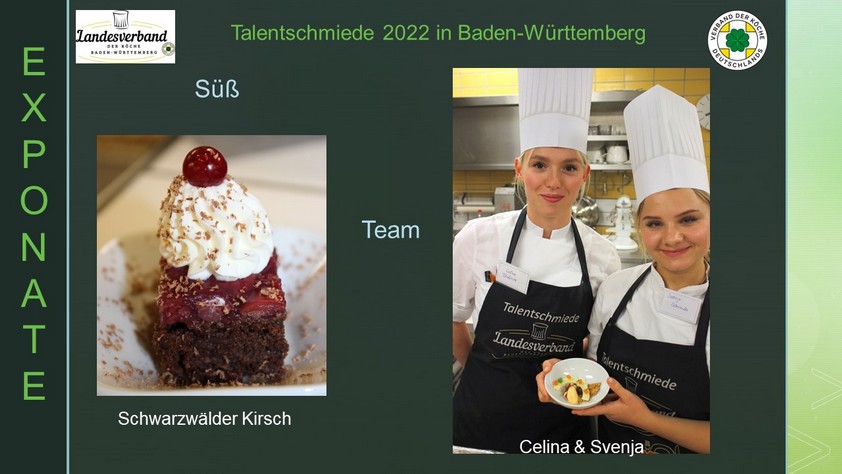 Landesverband
DER KÖCHE
BADEN-WÜRTTEMBERG
Talentschmiede 2022 in Baden-Württemberg
VERBAND DER KÖCHE
DEUTSCHLANDS
EXPONATE
Süß
Team
Talentschmiede
Landesverband
Talentschmiede
Schwarzwälder Kirsch
Celina & Svenja